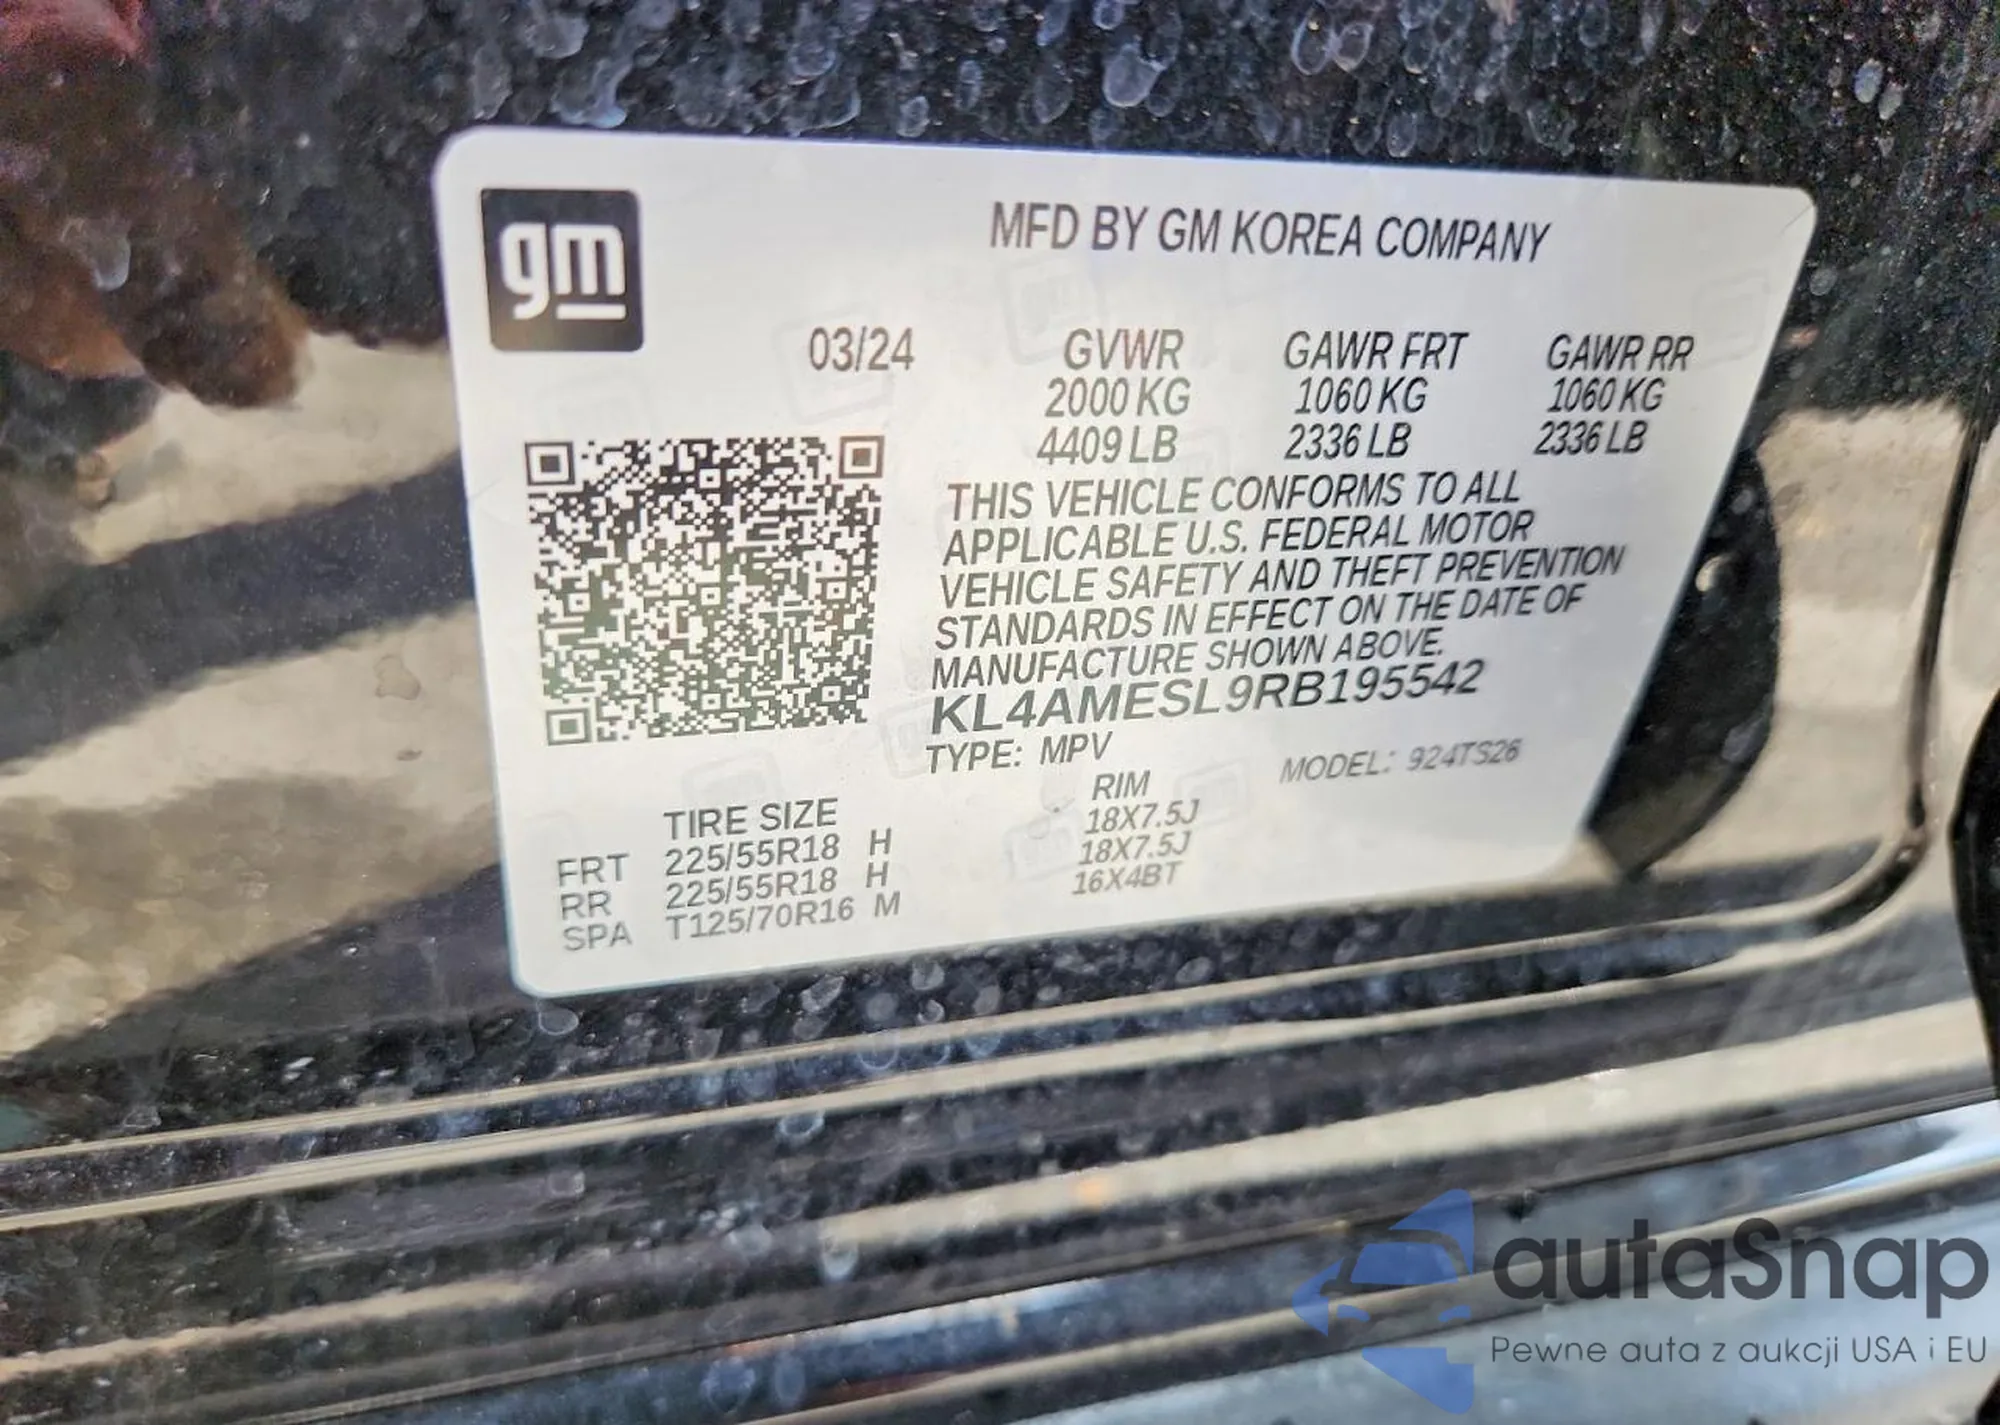 gm
MFD BY GM KOREA COMPANY
03/24 GVWR GAWR FRT GAWR RR
2000 KG 1060 KG 1060 KG
4409 LB 2336 LB 2336 LB
THIS VEHICLE CONFORMS TO ALL
APPLICABLE U.S. FEDERAL MOTOR
VEHICLE SAFETY AND THEFT PREVENTION
STANDARDS IN EFFECT ON THE DATE OF
MANUFACTURE SHOWN ABOVE.
KL4AMESL9RB195542
TYPE: MPV MODEL: 924TS26
TIRE SIZE RIM
FRT 225/55R18 H 18X7.5J
RR 225/55R18 H 18X7.5J
SPA T125/70R16 M 16X4BT
autaSnap
Pewne auta z aukcji USA i EU